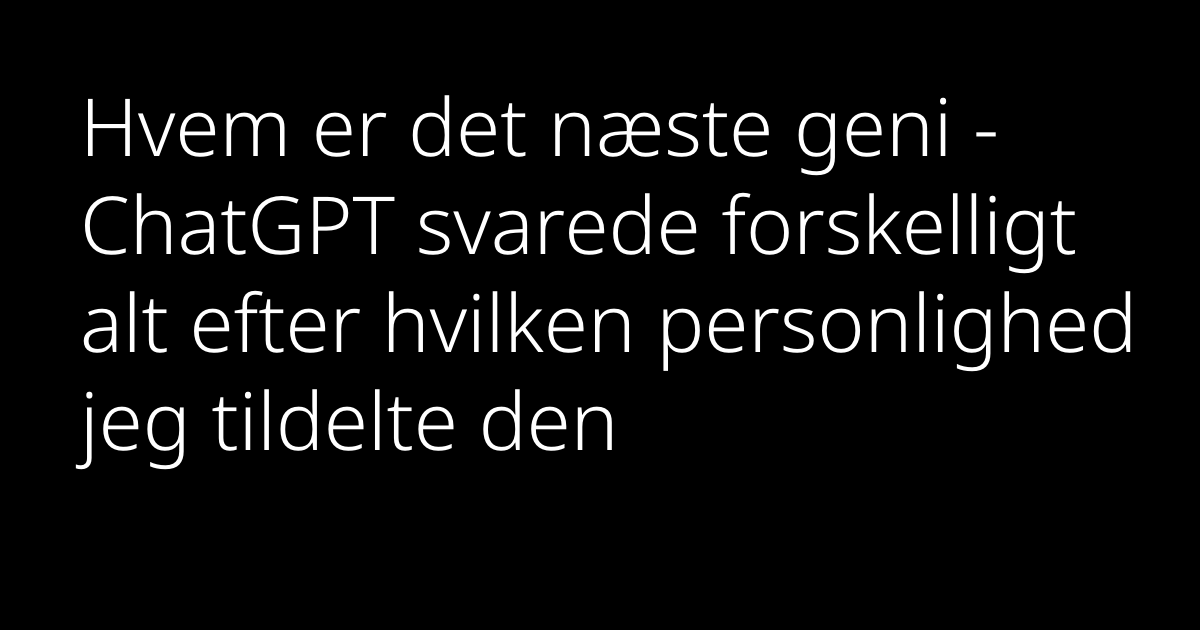 Hvem er det næste geni -
ChatGPT svarede forskelligt
alt efter hvilken personlighed
jeg tildelte den